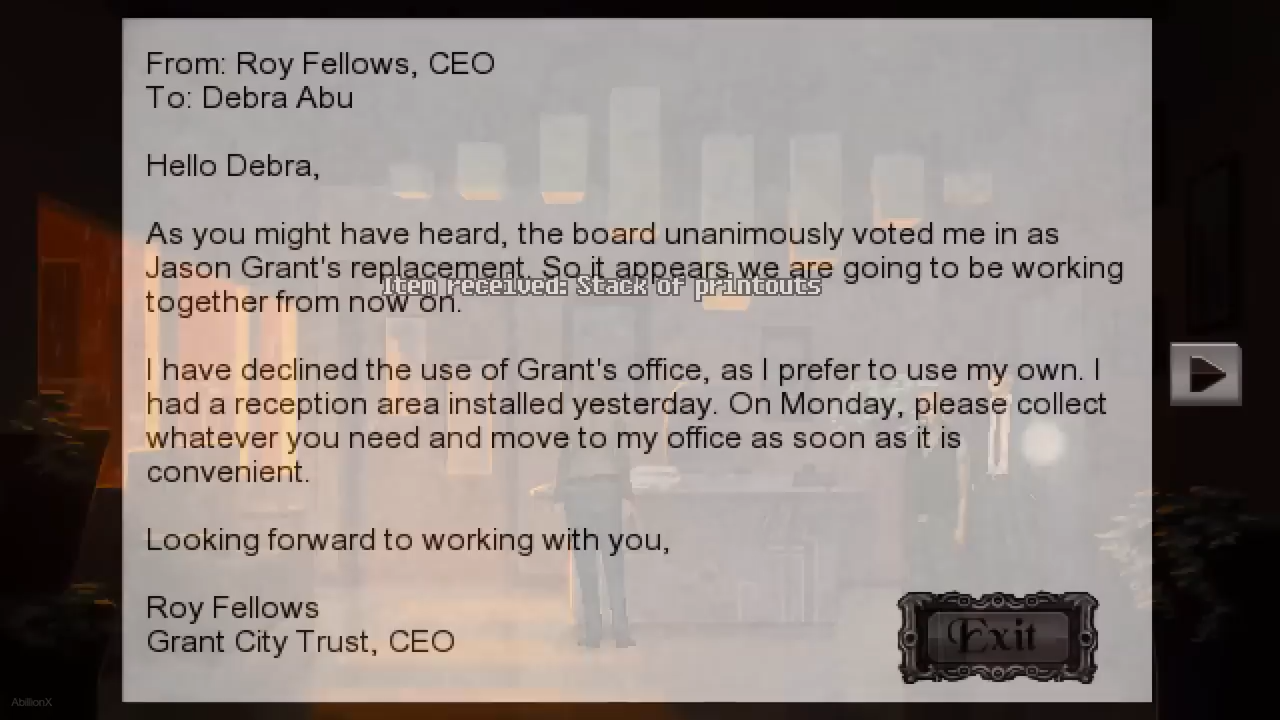 From: Roy Fellows, CEO
To: Debra Abu
Hello Debra,
As you might have heard, the board unanimously voted me in as
Jason Grant's replacement. So it appears we are going to be working
Item received: Stack of printouts
together from now on.
I have declined the use of Grant's office, as I prefer to use my own. I
had a reception area installed yesterday. On Monday, please collect
whatever you need and move to my office as soon as it is
convenient.
Looking forward to working with you,
Roy Fellows
Grant City Trust, CEO
Exit
AbilionX